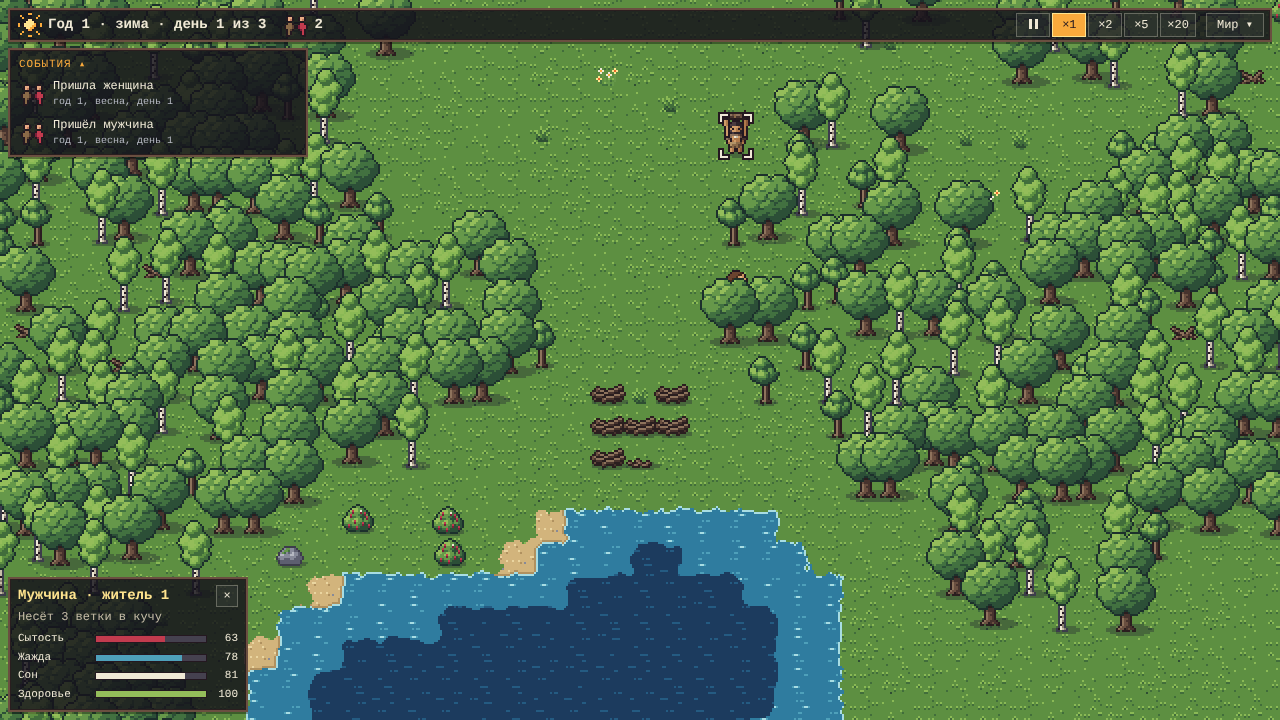 Год 1 · зима · день 1 из 3 2 ×1 ×2 ×5 ×20 Мир ▾
СОБЫТИЯ ▴
Пришла женщина
год 1, весна, день 1
Пришёл мужчина
год 1, весна, день 1
Мужчина · житель 1 ×
Несёт 3 ветки в кучу
Сытость 63
Жажда 78
Сон 81
Здоровье 100